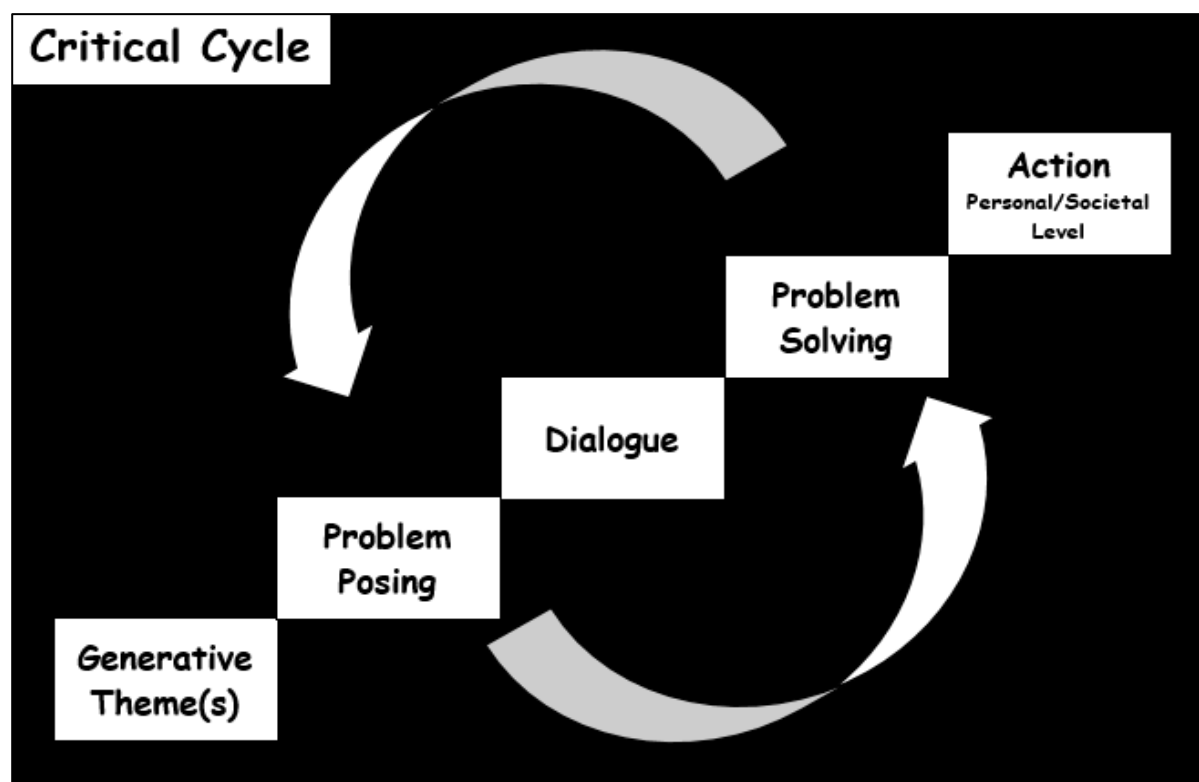 Critical Cycle
Action
Personal/Societal
Level
Problem
Solving
Dialogue
Problem
Posing
Generative
Theme(s)